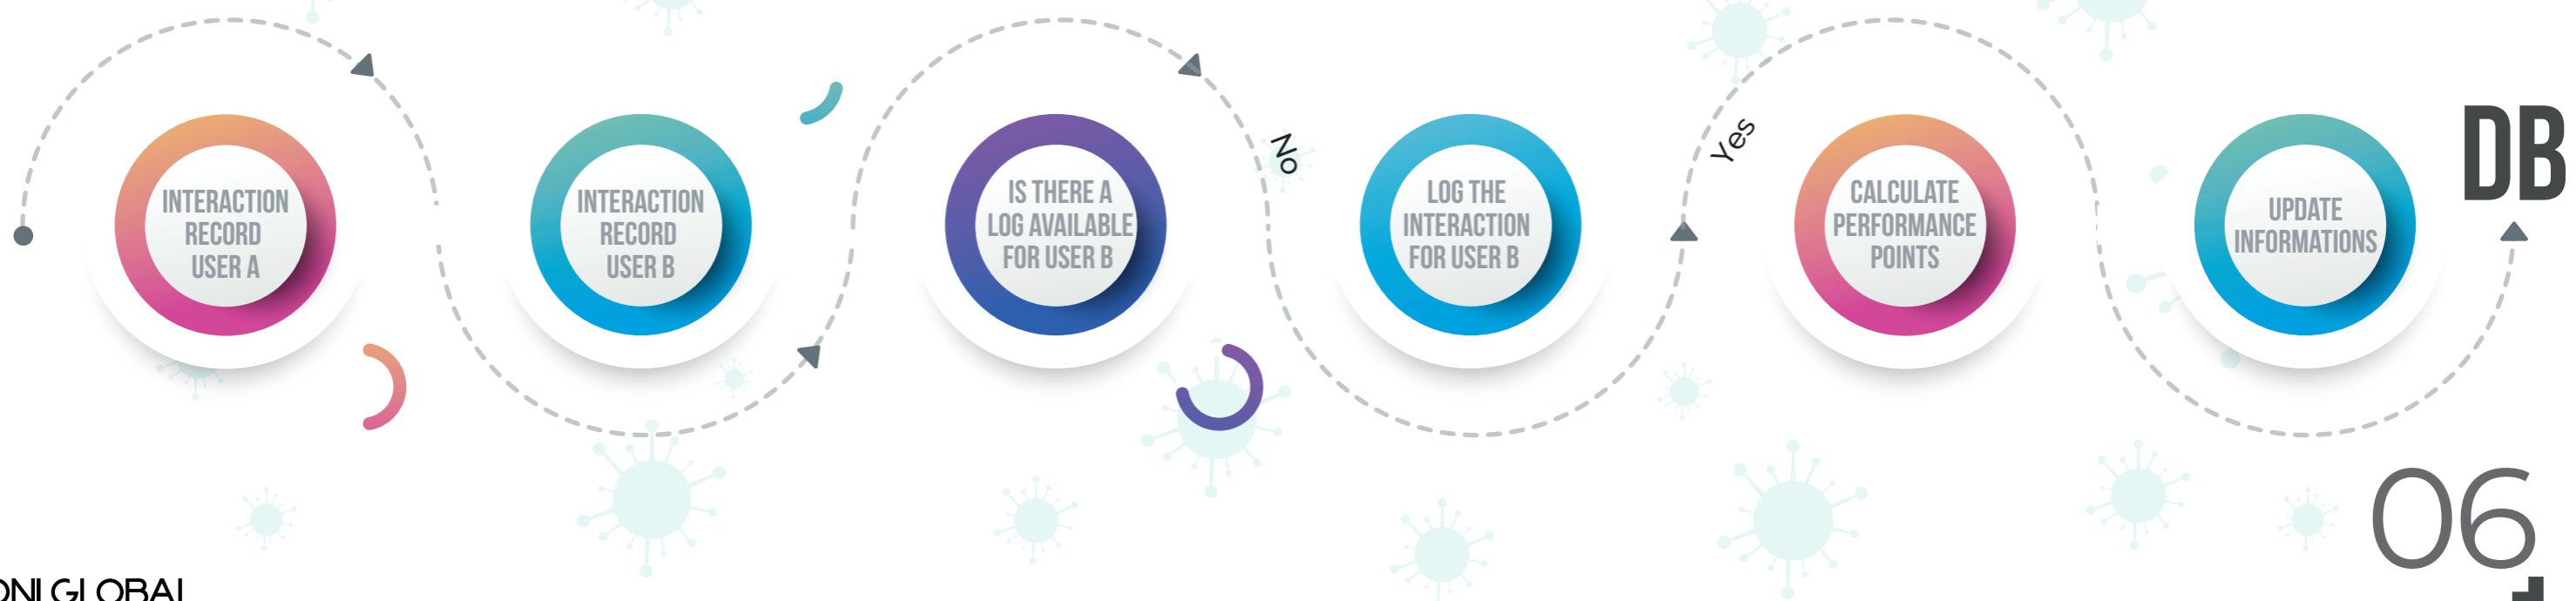 INTERACTION
RECORD
USER A
INTERACTION
RECORD
USER B
IS THERE A
LOG AVAILABLE
FOR USER B
No
LOG THE
INTERACTION
FOR USER B
Yes
CALCULATE
PERFORMANCE
POINTS
UPDATE
INFORMATIONS
DB
06